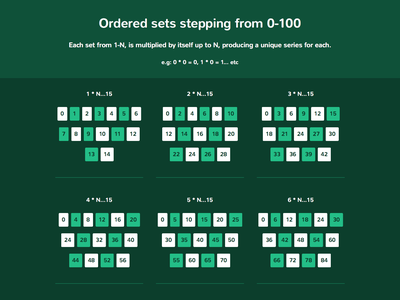 Ordered sets stepping from 0-100
Each set from 1-N, is multiplied by itself up to N, producing a unique series for each.
e.g: 0 * 0 = 0, 1 * 0 = 1... etc
1 * N...15
0 1 2 3 4 5 6
7 8 9 10 11 12
13 14
2 * N...15
0 2 4 6 8 10
12 14 16 18 20
22 24 26 28
3 * N...15
0 3 6 9 12 15
18 21 24 27 30
33 36 39 42
4 * N...15
0 4 8 12 16 20
24 28 32 36 40
44 48 52 56
5 * N...15
0 5 10 15 20 25
30 35 40 45 50
55 60 65 70
6 * N...15
0 6 12 18 24 30
36 42 48 54 60
66 72 78 84